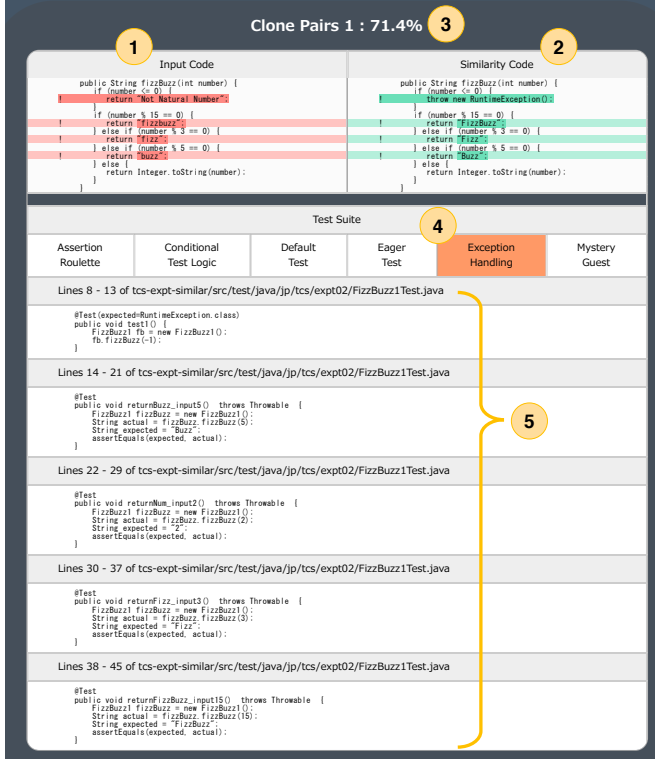 Clone Pairs 1 : 71.4%
3
1
2
Input Code
Similarity Code
public String fizzBuzz(int number) {
if (number <= 0) {
! return "Not Natural Number";
}
if (number % 15 == 0) {
! return "fizzbuzz";
} else if (number % 3 == 0) {
! return "fizz";
} else if (number % 5 == 0) {
! return "buzz";
} else {
return Integer.toString(number);
}
}
public String fizzBuzz(int number) {
if (number <= 0) {
! throw new RuntimeException();
}
if (number % 15 == 0) {
! return "FizzBuzz";
} else if (number % 3 == 0) {
! return "Fizz";
} else if (number % 5 == 0) {
! return "Buzz";
} else {
return Integer.toString(number);
}
}
Test Suite
4
Assertion
Roulette
Conditional
Test Logic
Default
Test
Eager
Test
Exception
Handling
Mystery
Guest
Lines 8 - 13 of tcs-expt-similar/src/test/java/jp/tcs/expt02/FizzBuzz1Test.java
@Test(expected=RuntimeException.class)
public void test1() {
FizzBuzz1 fb = new FizzBuzz1();
fb.fizzBuzz(-1);
}
Lines 14 - 21 of tcs-expt-similar/src/test/java/jp/tcs/expt02/FizzBuzz1Test.java
@Test
public void returnBuzz_input5() throws Throwable {
FizzBuzz1 fizzBuzz = new FizzBuzz1();
String actual = fizzBuzz.fizzBuzz(5);
String expected = "Buzz";
assertEquals(expected, actual);
}
5
Lines 22 - 29 of tcs-expt-similar/src/test/java/jp/tcs/expt02/FizzBuzz1Test.java
@Test
public void returnNum_input2() throws Throwable {
FizzBuzz1 fizzBuzz = new FizzBuzz1();
String actual = fizzBuzz.fizzBuzz(2);
String expected = "2";
assertEquals(expected, actual);
}
Lines 30 - 37 of tcs-expt-similar/src/test/java/jp/tcs/expt02/FizzBuzz1Test.java
@Test
public void returnFizz_input3() throws Throwable {
FizzBuzz1 fizzBuzz = new FizzBuzz1();
String actual = fizzBuzz.fizzBuzz(3);
String expected = "Fizz";
assertEquals(expected, actual);
}
Lines 38 - 45 of tcs-expt-similar/src/test/java/jp/tcs/expt02/FizzBuzz1Test.java
@Test
public void returnFizzBuzz_input15() throws Throwable {
FizzBuzz1 fizzBuzz = new FizzBuzz1();
String actual = fizzBuzz.fizzBuzz(15);
String expected = "FizzBuzz";
assertEquals(expected, actual);
}